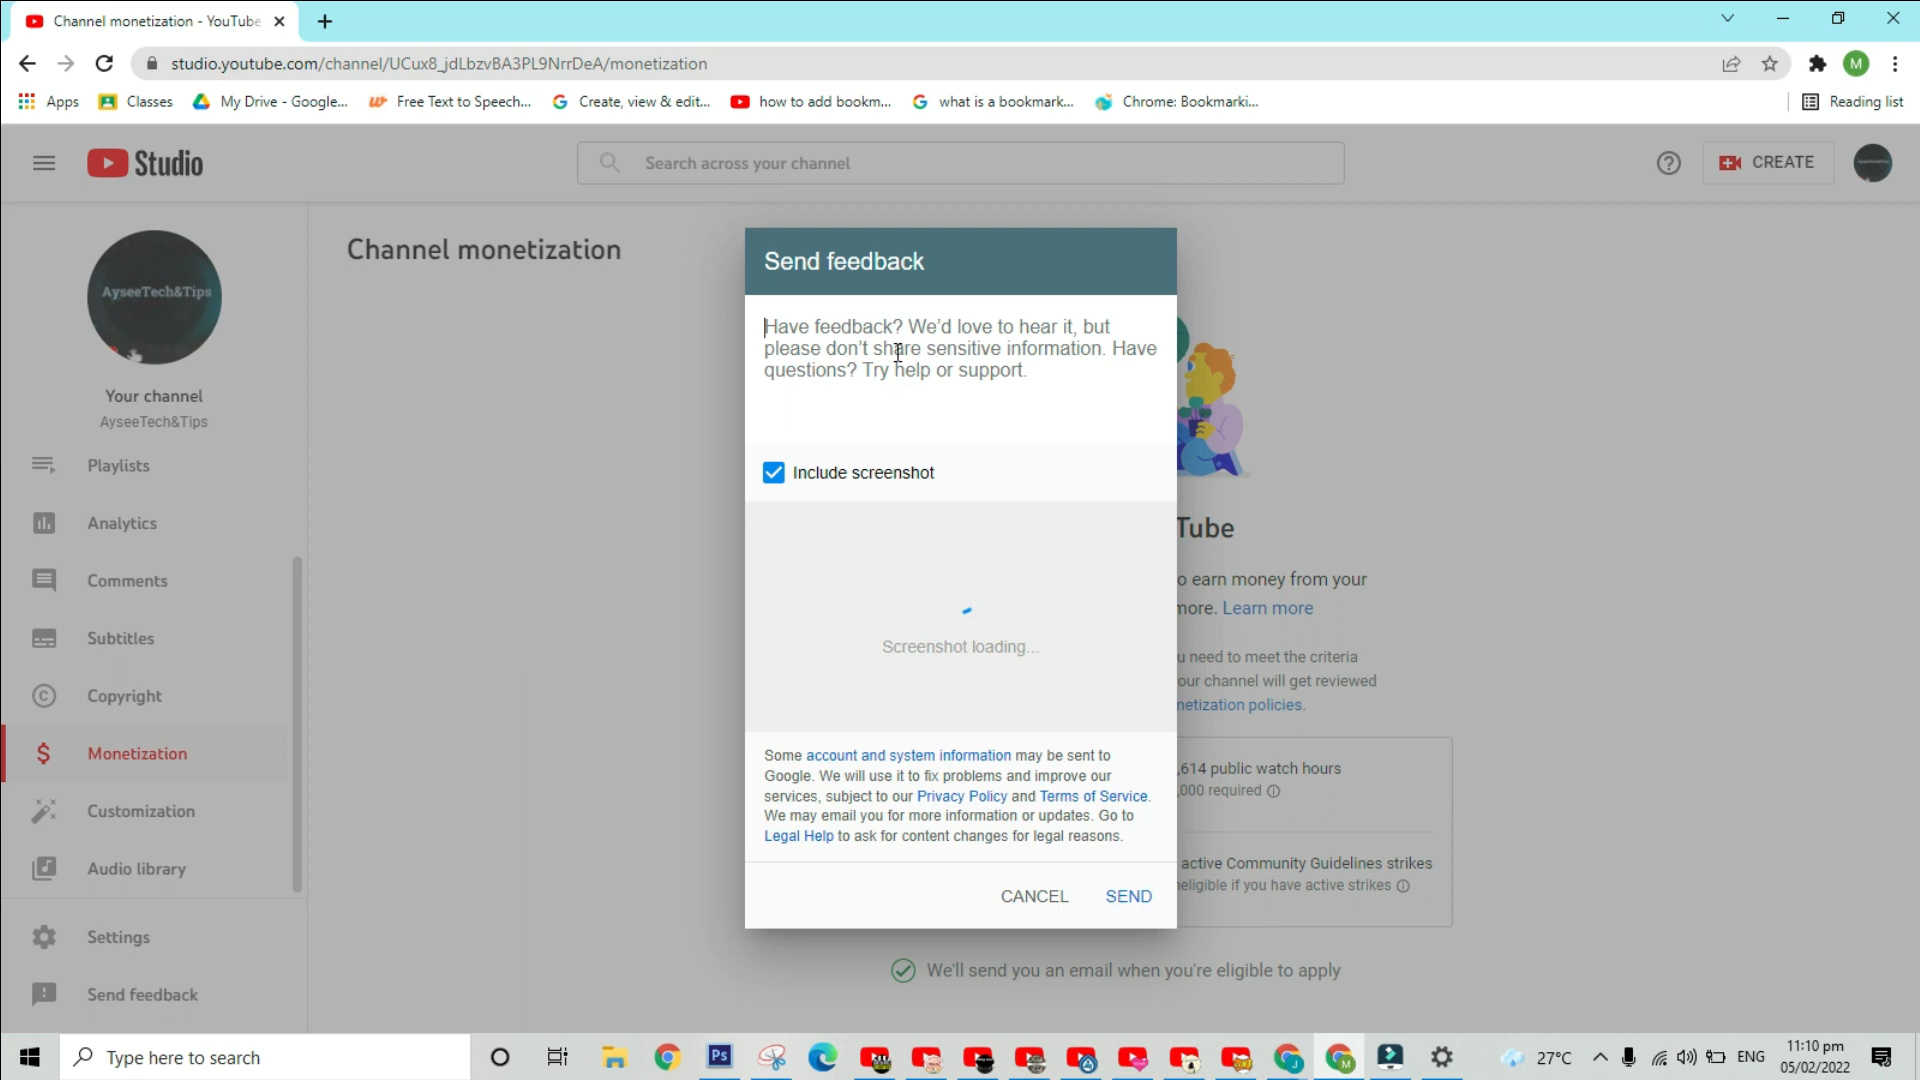 Channel monetization - YouTube
studio.youtube.com/channel/UCux8_jdLbzvBA3PL9NrrDeA/monetization
M
Apps
Classes
My Drive - Google...
Free Text to Speech...
Create, view & edit...
how to add bookm...
what is a bookmark...
Chrome: Bookmarki...
Reading list
Studio
Search across your channel
CREATE
AyseeTech&Tips
Your channel
AyseeTech&Tips
Playlists
Analytics
Comments
Subtitles
Copyright
Monetization
Customization
Audio library
Settings
Send feedback
Channel monetization
Send feedback
Have feedback? We'd love to hear it, but
please don't share sensitive information. Have
questions? Try help or support.
Include screenshot
Screenshot loading...
Some account and system information may be sent to
Google. We will use it to fix problems and improve our
services, subject to our Privacy Policy and Terms of Service.
We may email you for more information or updates. Go to
Legal Help to ask for content changes for legal reasons.
CANCEL
SEND
Tube
o earn money from your
more. Learn more
u need to meet the criteria
our channel will get reviewed
netization policies.
,614 public watch hours
,000 required
active Community Guidelines strikes
neligible if you have active strikes
We'll send you an email when you're eligible to apply
Type here to search
Ps
J
M
27°C
ENG
11:10 pm
05/02/2022